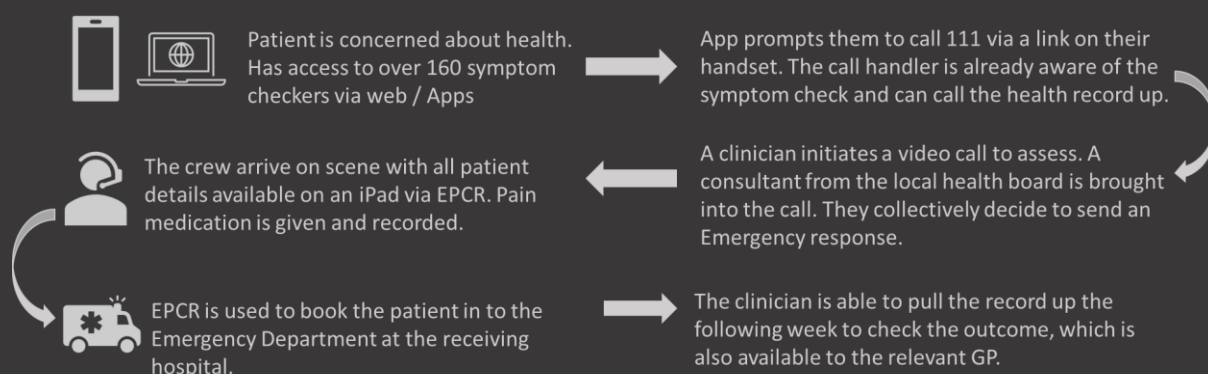 Patient is concerned about health.
Has access to over 160 symptom
checkers via web / Apps
App prompts them to call 111 via a link on their
handset. The call handler is already aware of the
symptom check and can call the health record up.
A clinician initiates a video call to assess. A
consultant from the local health board is brought
into the call. They collectively decide to send an
Emergency response.
The crew arrive on scene with all patient
details available on an iPad via EPCR. Pain
medication is given and recorded.
EPCR is used to book the patient in to the
Emergency Department at the receiving
hospital.
The clinician is able to pull the record up the
following week to check the outcome, which is
also available to the relevant GP.